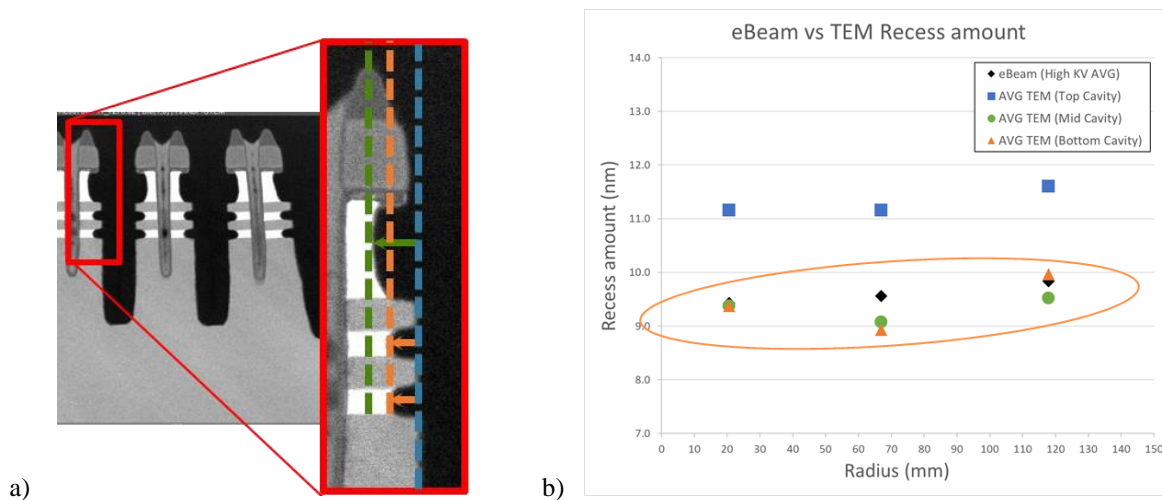 eBeam vs TEM Recess amount
14.0
13.0
12.0
11.0
10.0
9.0
8.0
7.0
Recess amount (nm)
eBeam (High KV AVG)
AVG TEM (Top Cavity)
AVG TEM (Mid Cavity)
AVG TEM (Bottom Cavity)
0 10 20 30 40 50 60 70 80 90 100 110 120 130 140 150
Radius (mm)
a)
b)